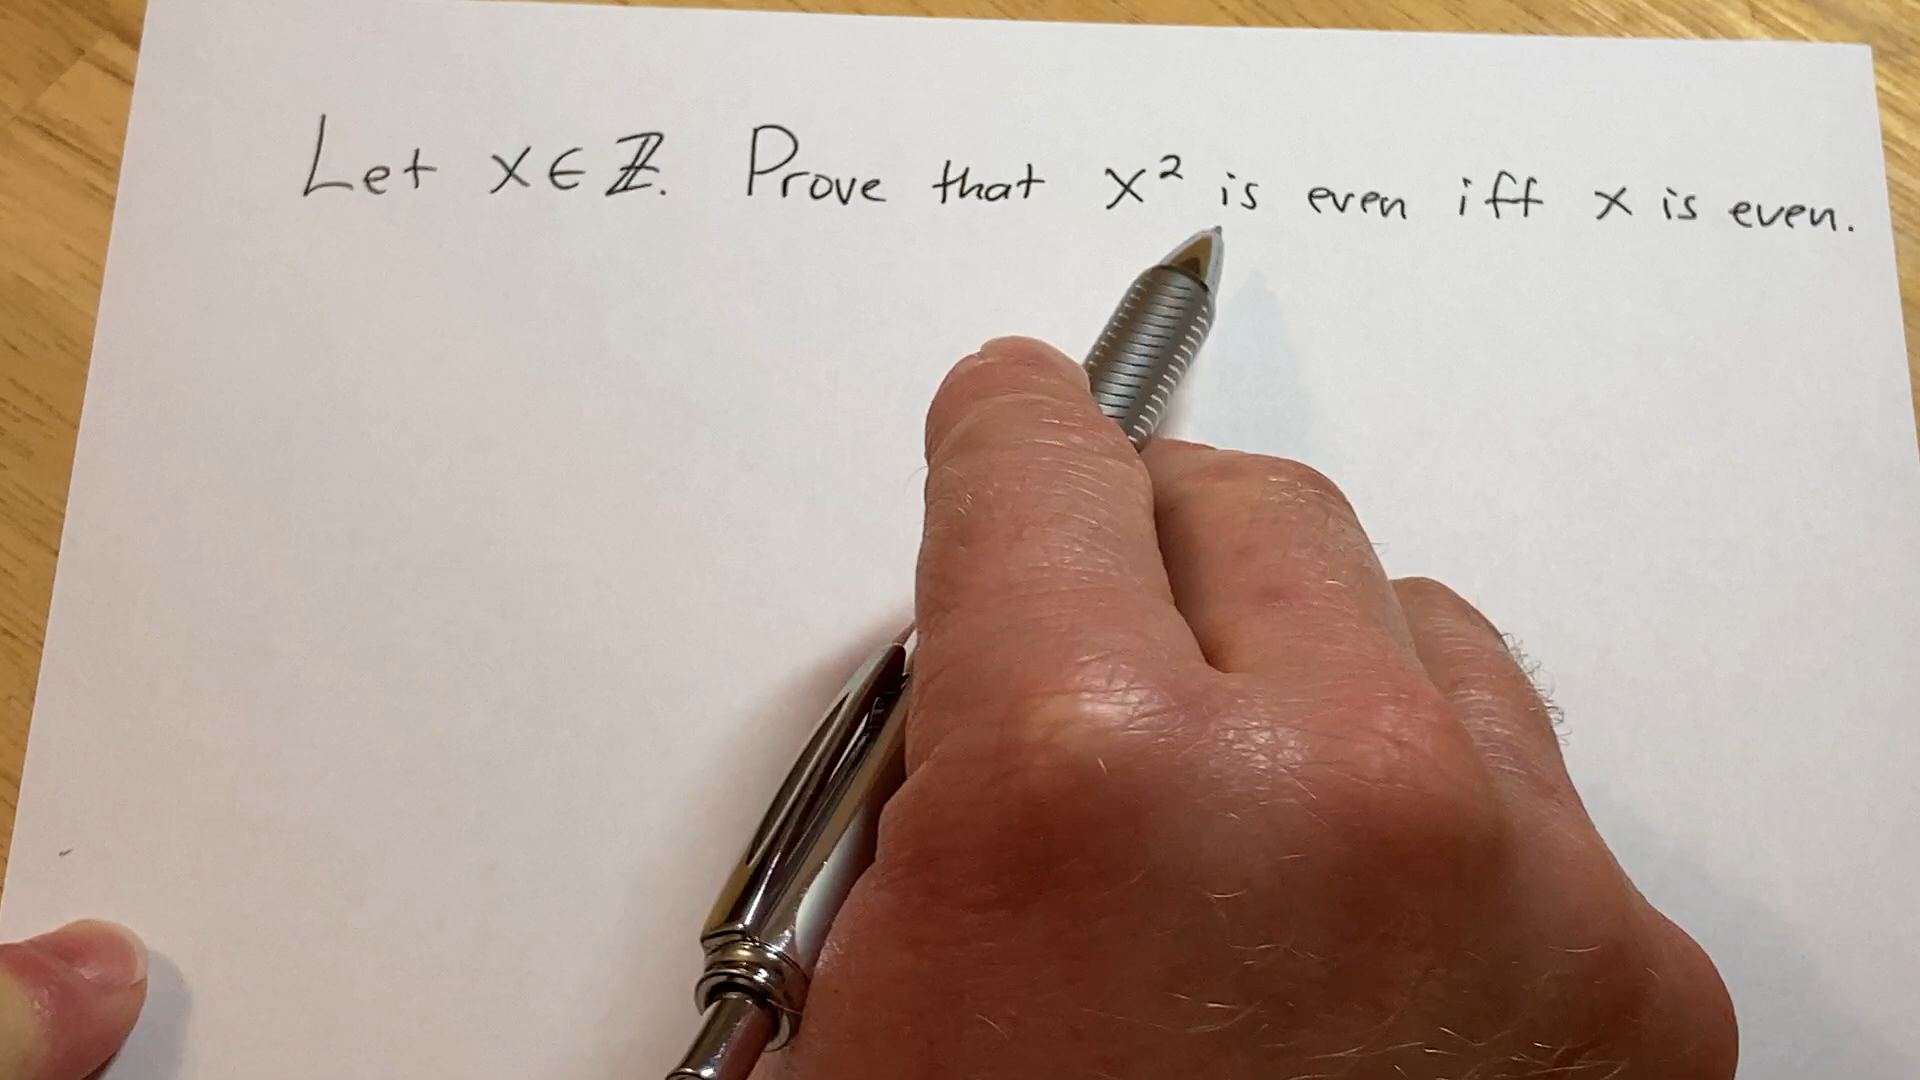 Let x ∈ ℤ. Prove that x² is even iff x is even.